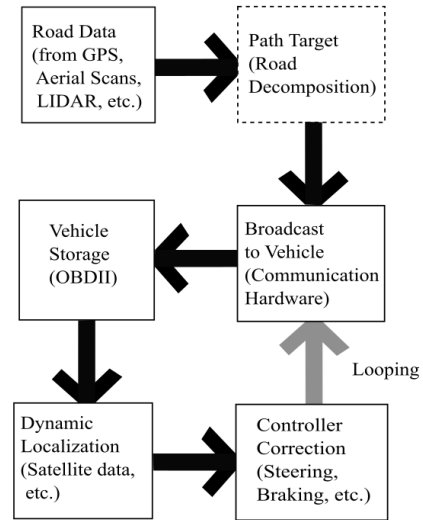 Road Data
(from GPS,
Aerial Scans,
LIDAR, etc.)
Path Target
(Road
Decomposition)
Vehicle
Storage
(OBDII)
Broadcast
to Vehicle
(Communication
Hardware)
Looping
Dynamic
Localization
(Satellite data,
etc.)
Controller
Correction
(Steering,
Braking, etc.)